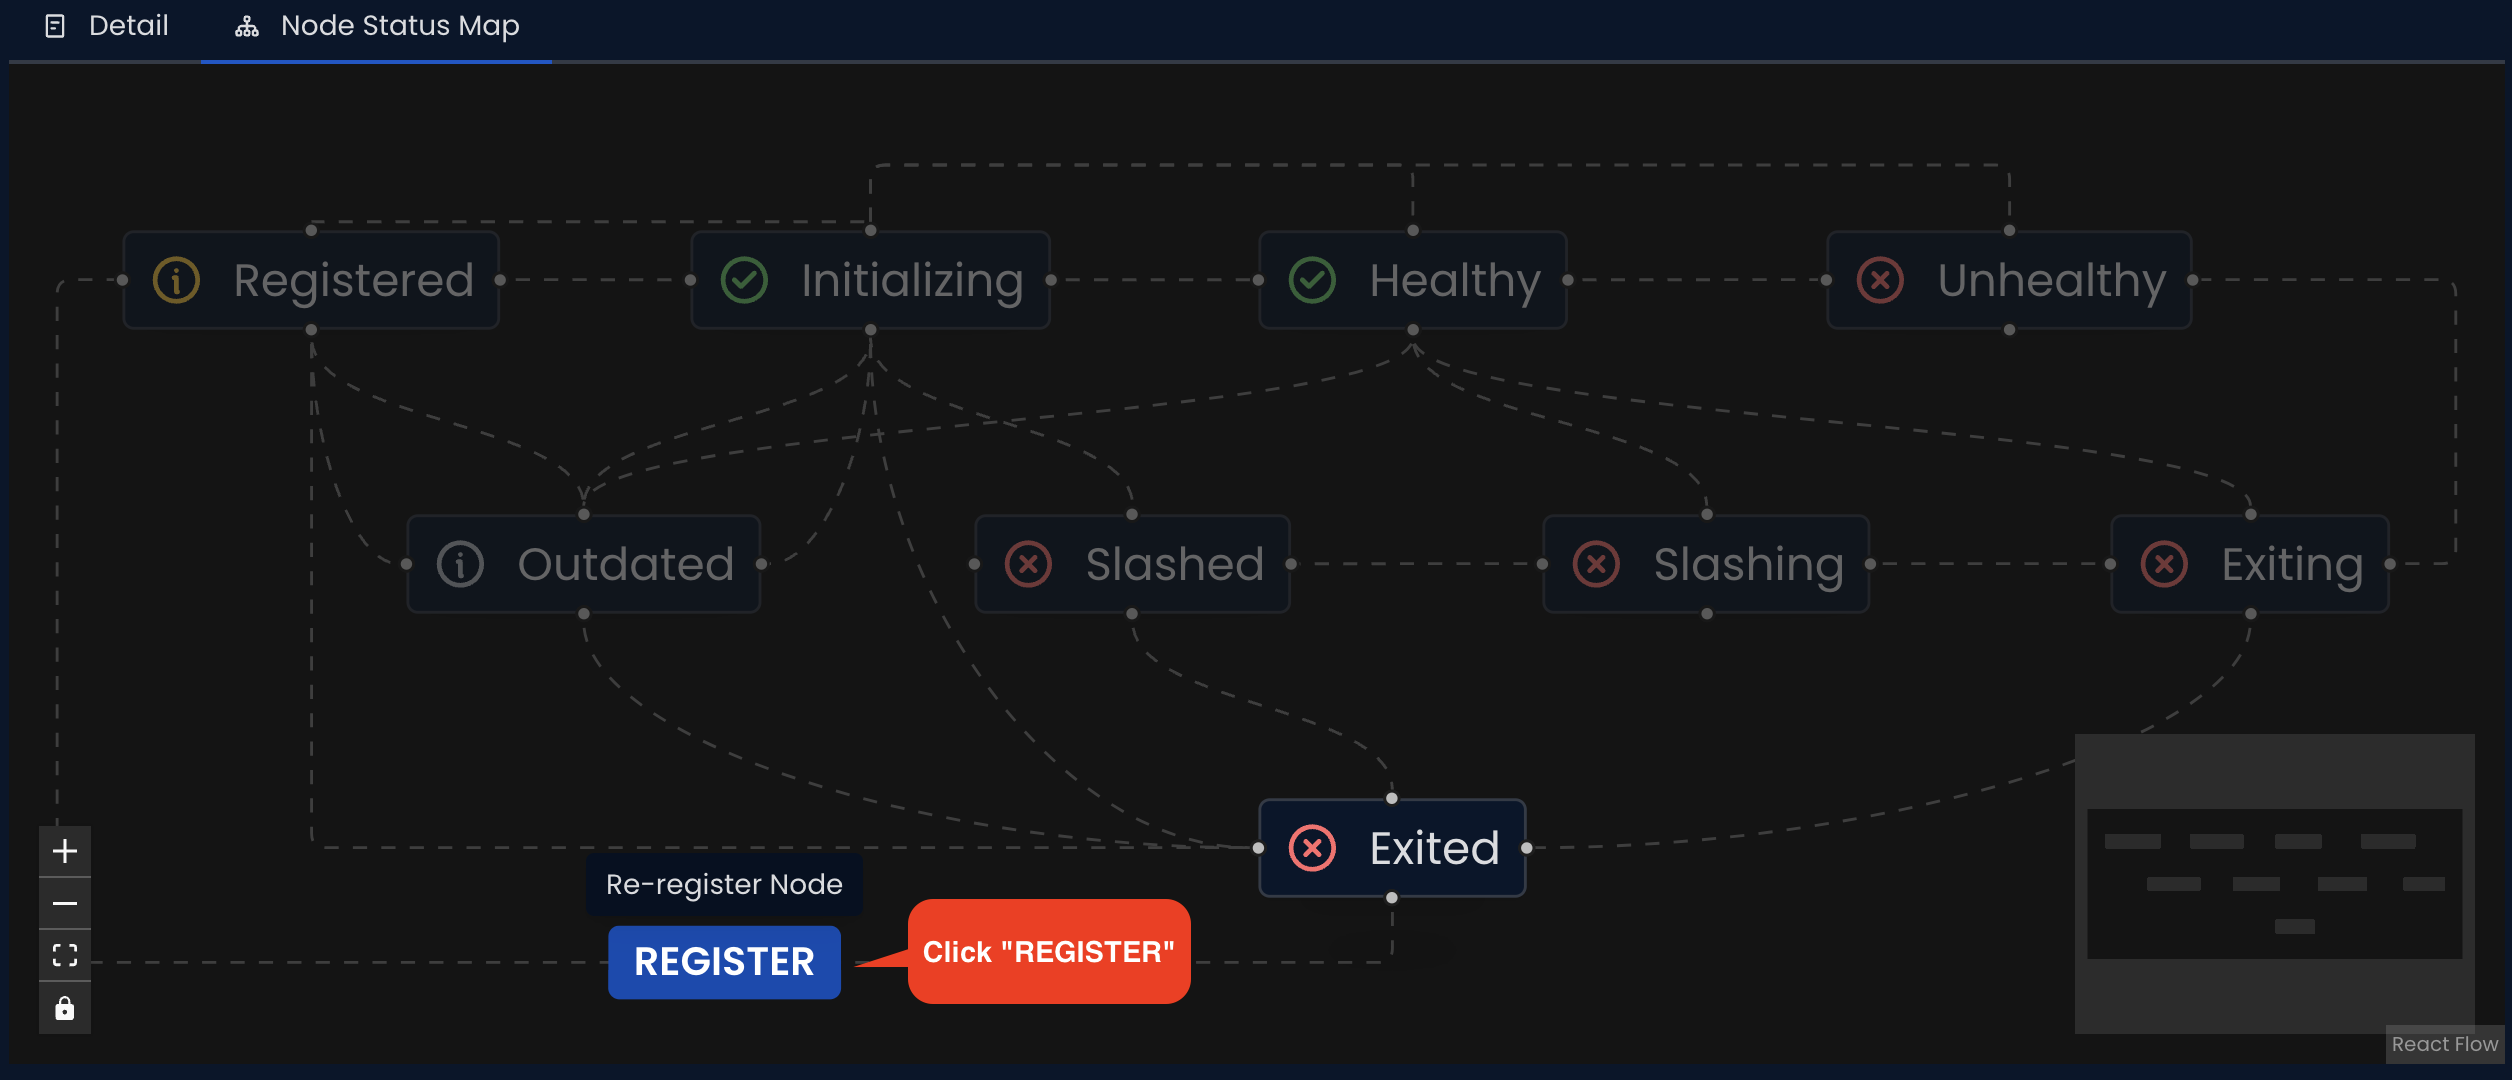 Detail
Node Status Map
Registered
Initializing
Healthy
Unhealthy
Outdated
Slashed
Slashing
Exiting
Exited
Re-register Node
REGISTER
Click "REGISTER"
React Flow